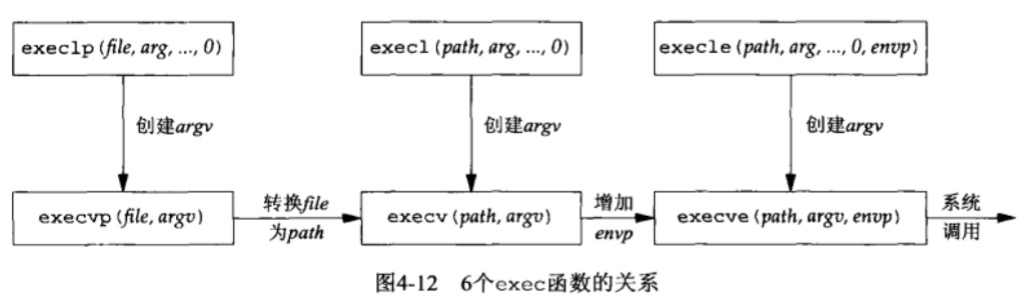 execlp(file, arg, ..., 0)
execl(path, arg, ..., 0)
execle(path, arg, ..., 0, envp)
创建argv
创建argv
创建argv
execvp(file, argv)
转换file
为path
execv(path, argv)
增加
envp
execve(path, argv, envp)
系统
调用
图4-12 6个exec函数的关系